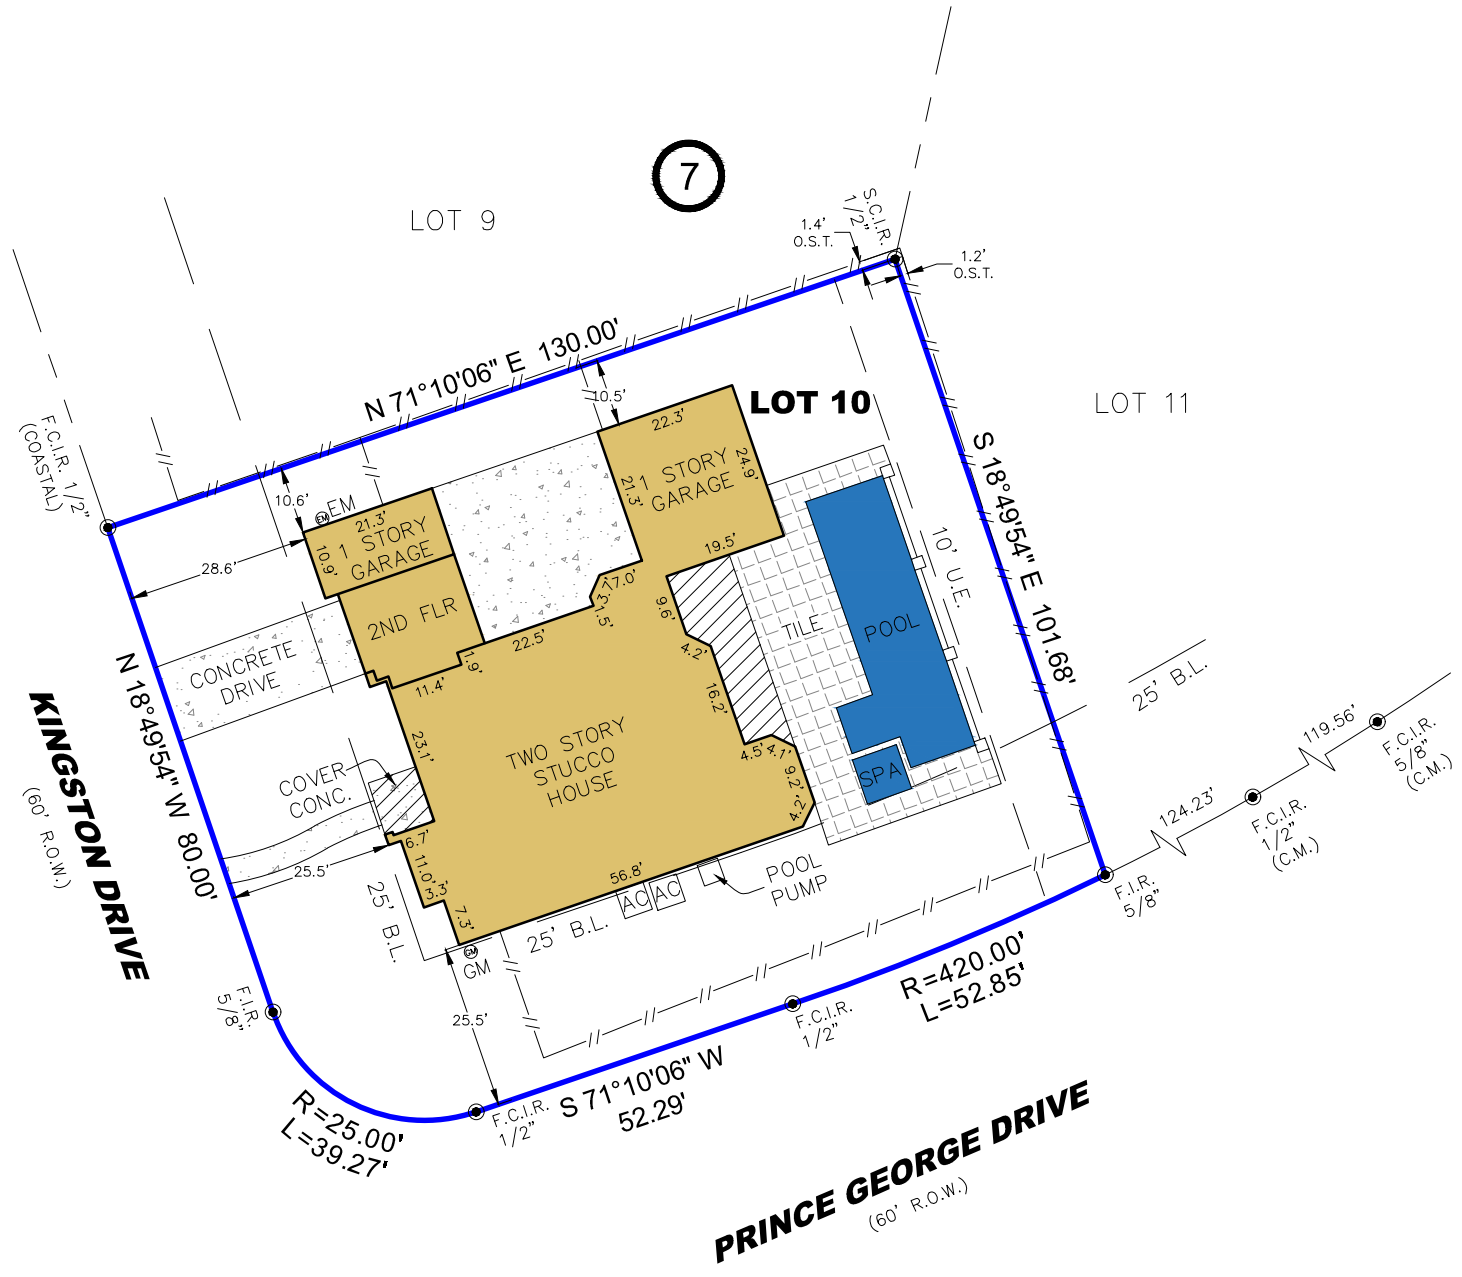 7
LOT 9
S.C.I.R.
1/2"
1.4'
O.S.T.
1.2'
O.S.T.
N 71°10'06" E 130.00'
F.C.I.R. 1/2"
(COASTAL)
10.5'
LOT 10
LOT 11
22.3'
1 STORY
GARAGE
24.9'
21.3'
19.5'
10.6'
EM
EM
21.3'
1 STORY
GARAGE
10.9'
28.6'
2ND FLR
S 18°49'54" E 101.68'
10' U.E.
7.0'
3.7'
1.5'
22.5'
1.9'
11.4'
9.6'
4.2'
16.2'
TILE
POOL
CONCRETE
DRIVE
N 18°49'54" W 80.00'
KINGSTON DRIVE
(60' R.O.W.)
23.1'
TWO STORY
STUCCO
HOUSE
COVER
CONC.
4.5'
4.1'
9.2'
4.2'
SPA
25' B.L.
119.56'
F.C.I.R.
5/8"
(C.M.)
124.23'
F.C.I.R.
1/2"
(C.M.)
6.7'
25.5'
11.0'
3.3'
7.3'
56.8'
AC
AC
POOL
PUMP
25' B.L.
25' B.L.
GM
GM
F.I.R.
5/8"
F.I.R.
5/8"
25.5'
F.C.I.R.
1/2"
R=420.00'
L=52.85'
S 71°10'06" W
52.29'
F.C.I.R.
1/2"
R=25.00'
L=39.27'
PRINCE GEORGE DRIVE
(60' R.O.W.)